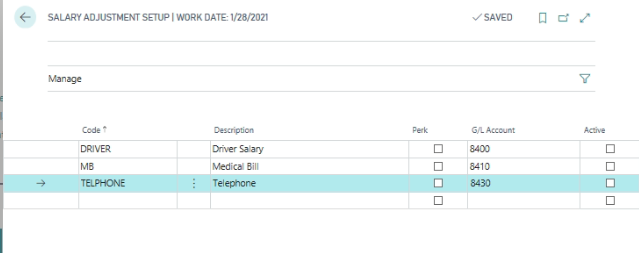 SALARY ADJUSTMENT SETUP | WORK DATE: 1/28/2021
✓ SAVED
Manage
Code ↑ Description Perk G/L Account Active
DRIVER Driver Salary 8400
MB Medical Bill 8410
→ TELPHONE Telephone 8430